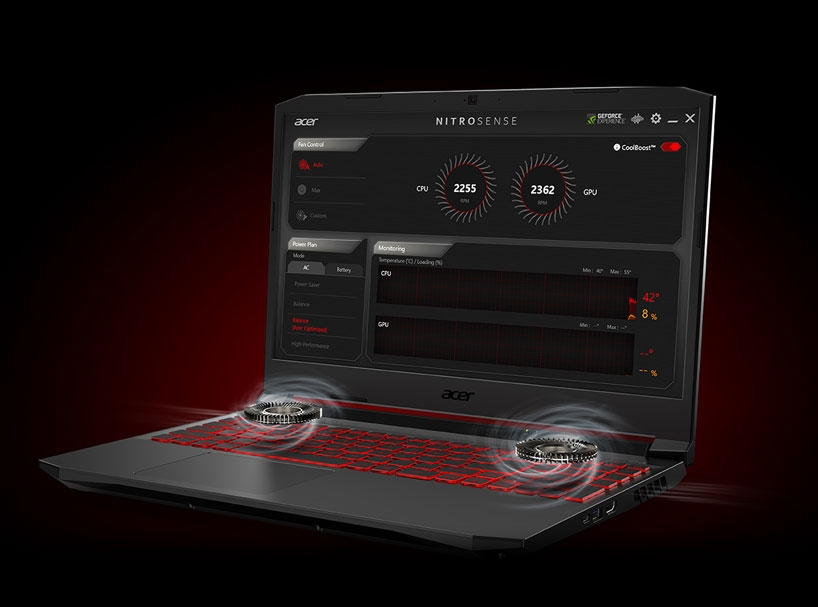 acer
NITROSENSE
GEFORCE
EXPERIENCE
Fan Control
CoolBoost™
Auto
Max
Custom
CPU
2255
RPM
2362
RPM
GPU
Power Plan
Mode
AC
Battery
Power Saver
Balance
Balance
(Acer Optimized)
High Performance
Monitoring
Temperature (°C) / Loading (%)
CPU
Min : 40° Max : 55°
42°
8 %
GPU
Min : --° Max : --°
--°
-- %
acer